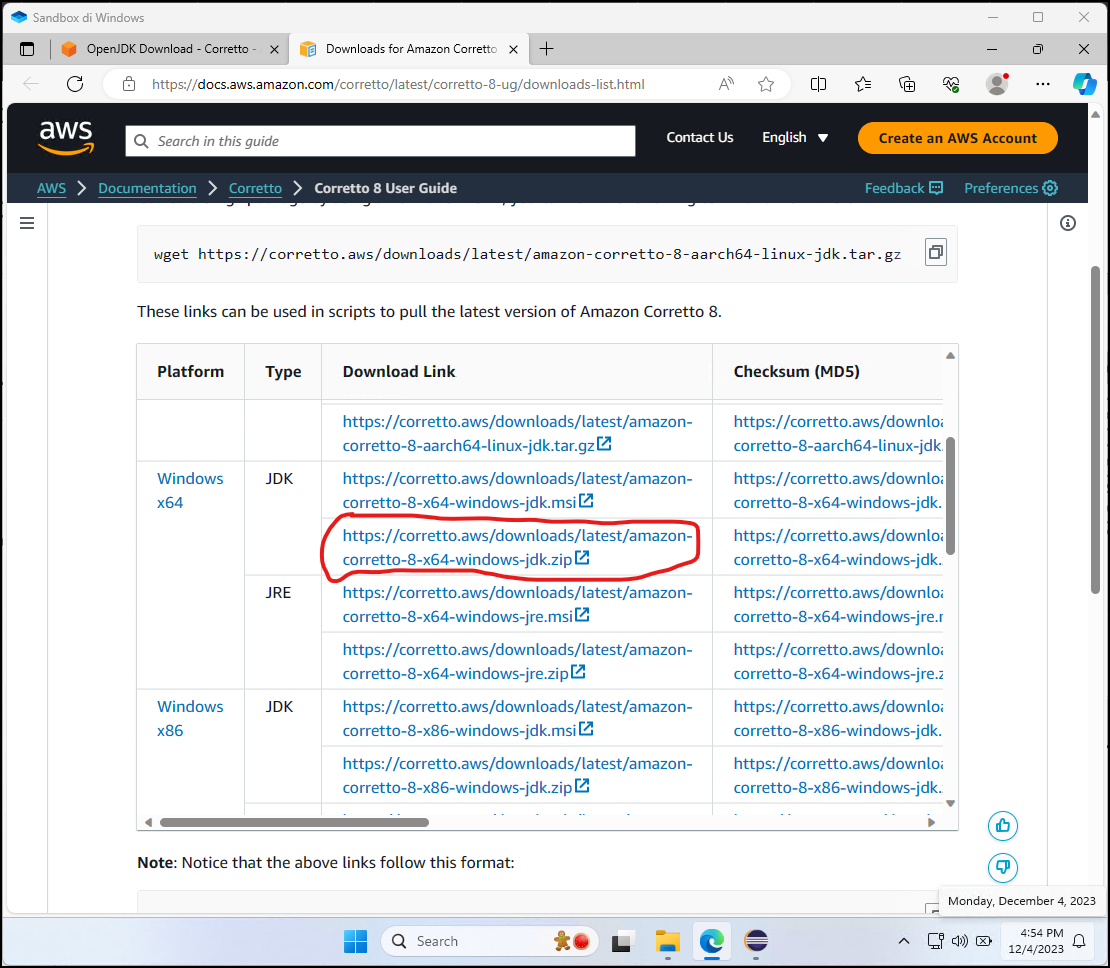 Sandbox di Windows
OpenJDK Download - Corretto -
Downloads for Amazon Corretto
https://docs.aws.amazon.com/corretto/latest/corretto-8-ug/downloads-list.html
aws
Search in this guide
Contact Us
English
Create an AWS Account
AWS
Documentation
Corretto
Corretto 8 User Guide
Feedback
Preferences
wget https://corretto.aws/downloads/latest/amazon-corretto-8-aarch64-linux-jdk.tar.gz
These links can be used in scripts to pull the latest version of Amazon Corretto 8.
Platform
Type
Download Link
Checksum (MD5)
https://corretto.aws/downloads/latest/amazon-
corretto-8-aarch64-linux-jdk.tar.gz
https://corretto.aws/downloa
corretto-8-aarch64-linux-jdk.
Windows
x64
JDK
https://corretto.aws/downloads/latest/amazon-
corretto-8-x64-windows-jdk.msi
https://corretto.aws/downloa
corretto-8-x64-windows-jdk.
https://corretto.aws/downloads/latest/amazon-
corretto-8-x64-windows-jdk.zip
https://corretto.aws/downloa
corretto-8-x64-windows-jdk.
JRE
https://corretto.aws/downloads/latest/amazon-
corretto-8-x64-windows-jre.msi
https://corretto.aws/downloa
corretto-8-x64-windows-jre.r
https://corretto.aws/downloads/latest/amazon-
corretto-8-x64-windows-jre.zip
https://corretto.aws/downloa
corretto-8-x64-windows-jre.z
Windows
x86
JDK
https://corretto.aws/downloads/latest/amazon-
corretto-8-x86-windows-jdk.msi
https://corretto.aws/downloa
corretto-8-x86-windows-jdk.
https://corretto.aws/downloads/latest/amazon-
corretto-8-x86-windows-jdk.zip
https://corretto.aws/downloa
corretto-8-x86-windows-jdk.
Note: Notice that the above links follow this format:
Monday, December 4, 2023
Search
4:54 PM
12/4/2023